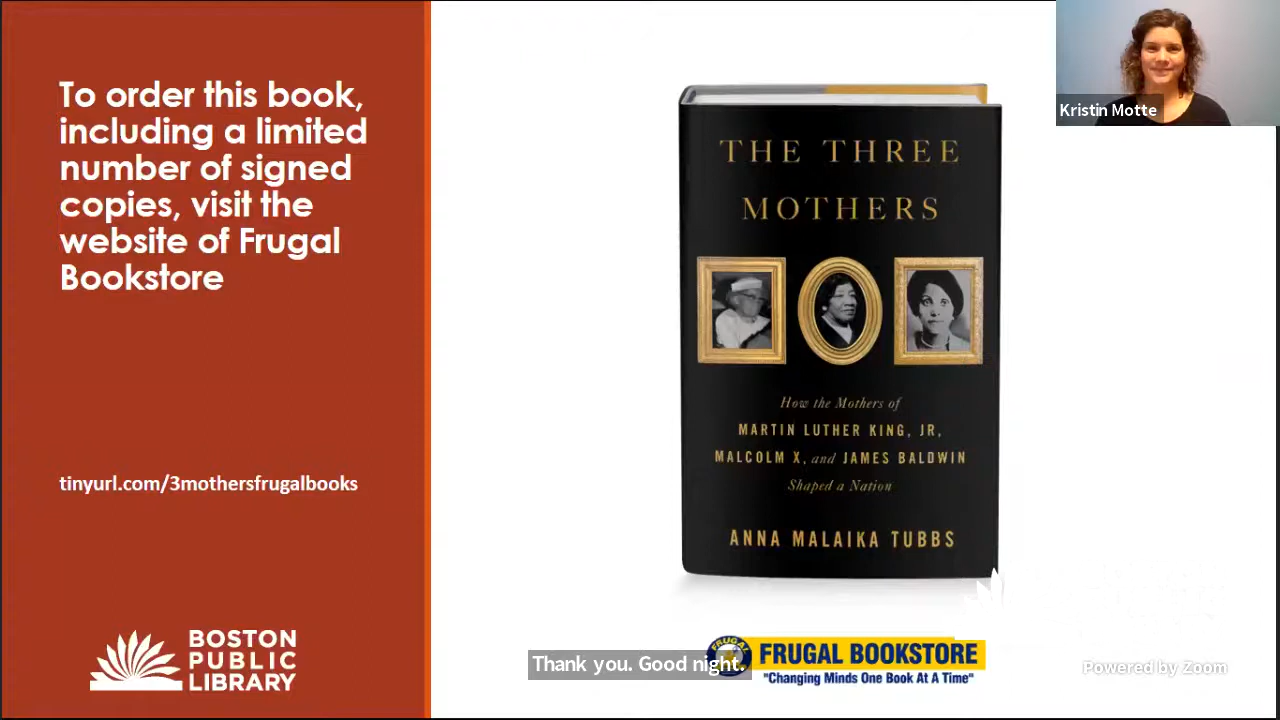 To order this book,
including a limited
number of signed
copies, visit the
website of Frugal
Bookstore
tinyurl.com/3mothersfrugalbooks
BOSTON
PUBLIC
LIBRARY
THE THREE
MOTHERS
How the Mothers of
MARTIN LUTHER KING, JR,
MALCOLM X, and JAMES BALDWIN
Shaped a Nation
ANNA MALAIKA TUBBS
FRUGAL
FRUGAL BOOKSTORE
"Changing Minds One Book At A Time"
Thank you. Good night.
Kristin Motte
Powered by Zoom